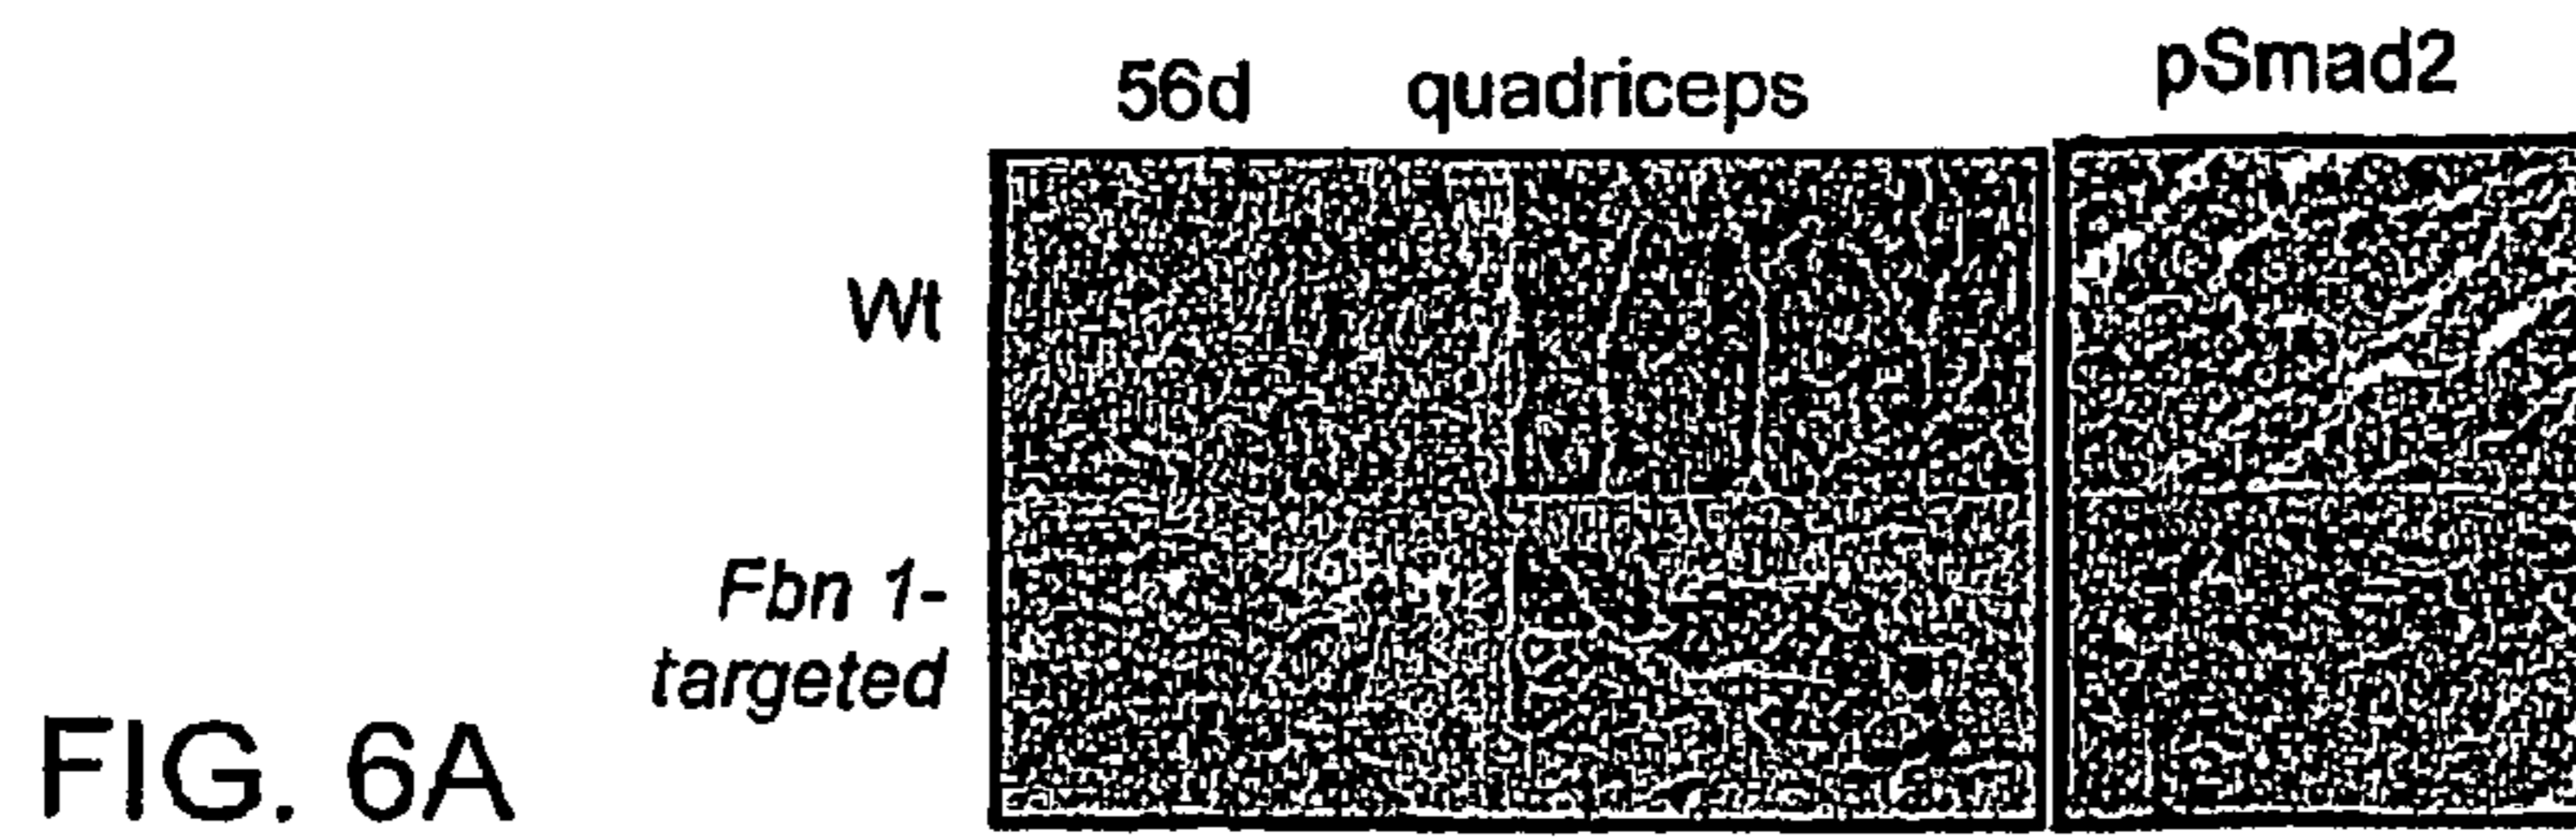 56d quadriceps pSmad2
Wt
Fbn 1-
targeted
FIG. 6A